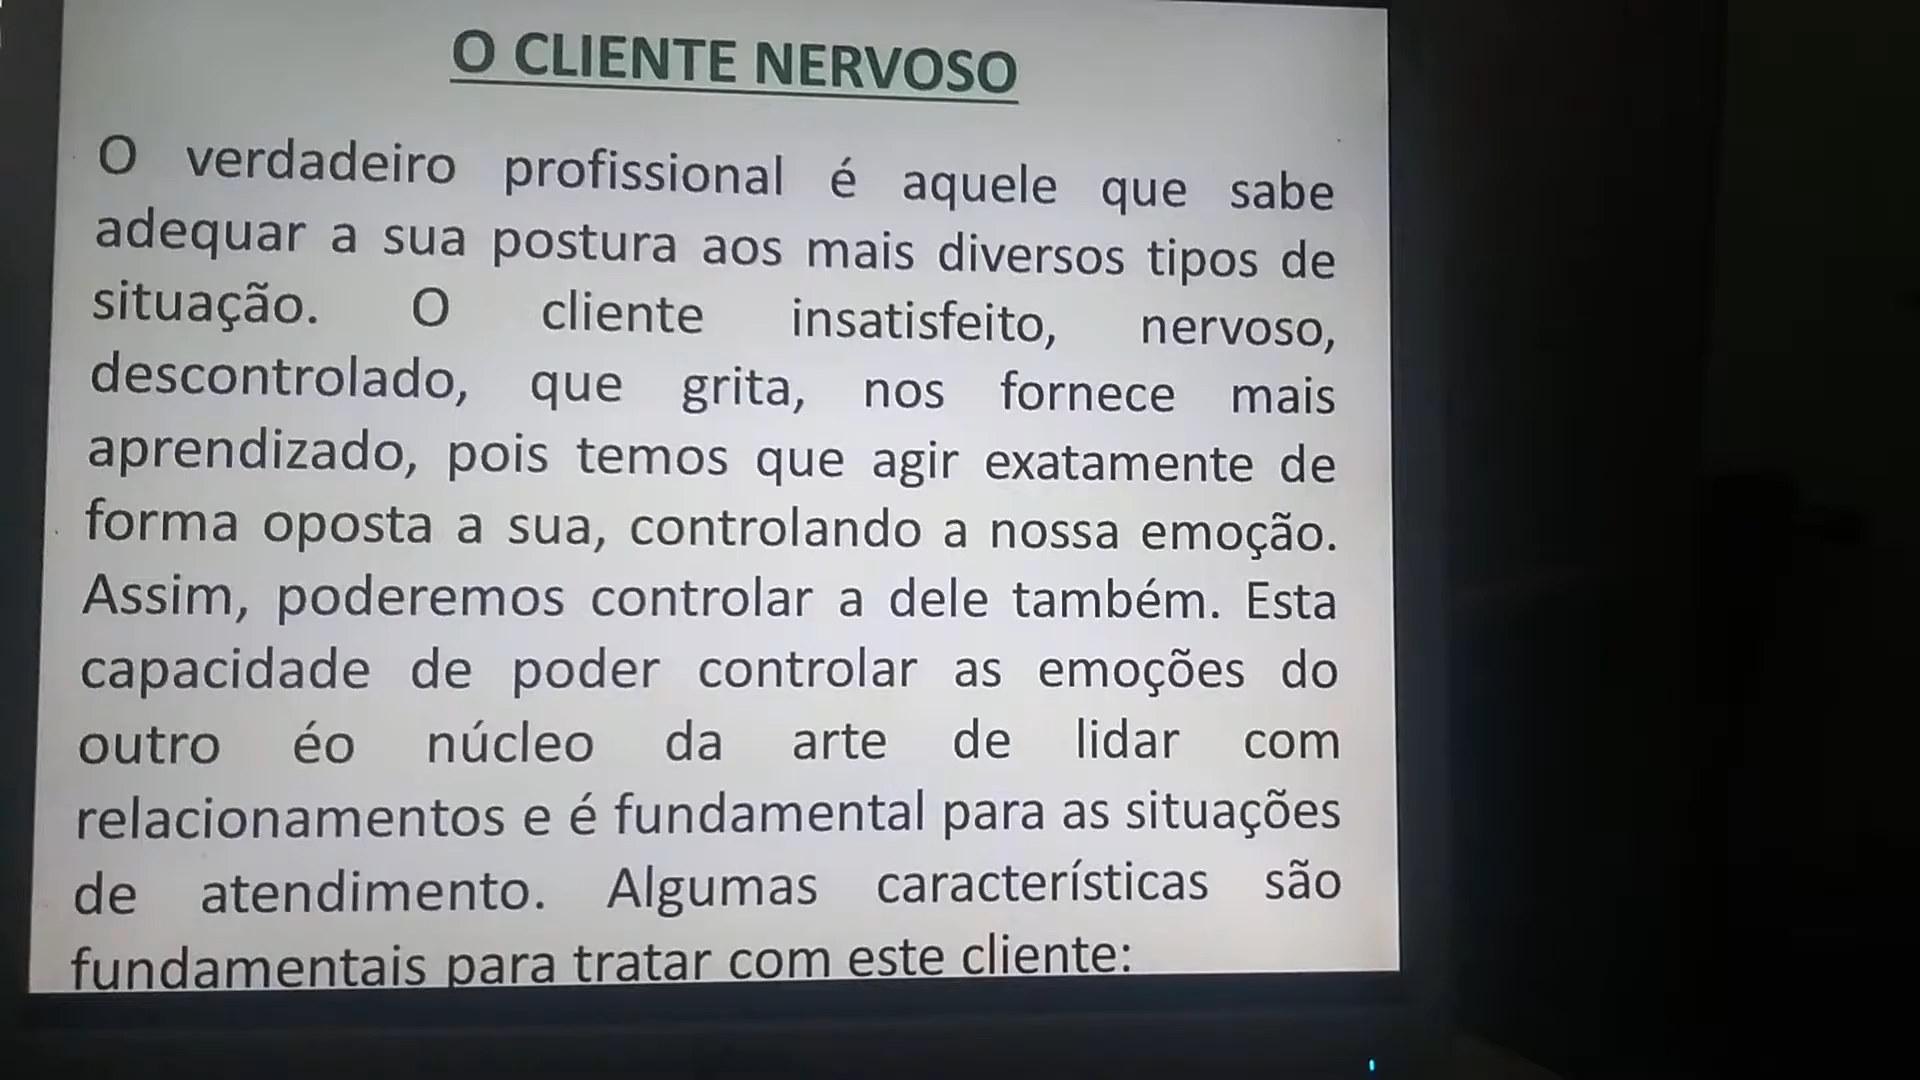 O CLIENTE NERVOSO
O verdadeiro profissional é aquele que sabe
adequar a sua postura aos mais diversos tipos de
situação. O cliente insatisfeito, nervoso,
descontrolado, que grita, nos fornece mais
aprendizado, pois temos que agir exatamente de
forma oposta a sua, controlando a nossa emoção.
Assim, poderemos controlar a dele também. Esta
capacidade de poder controlar as emoções do
outro éo núcleo da arte de lidar com
relacionamentos e é fundamental para as situações
de atendimento. Algumas características são
fundamentais para tratar com este cliente: